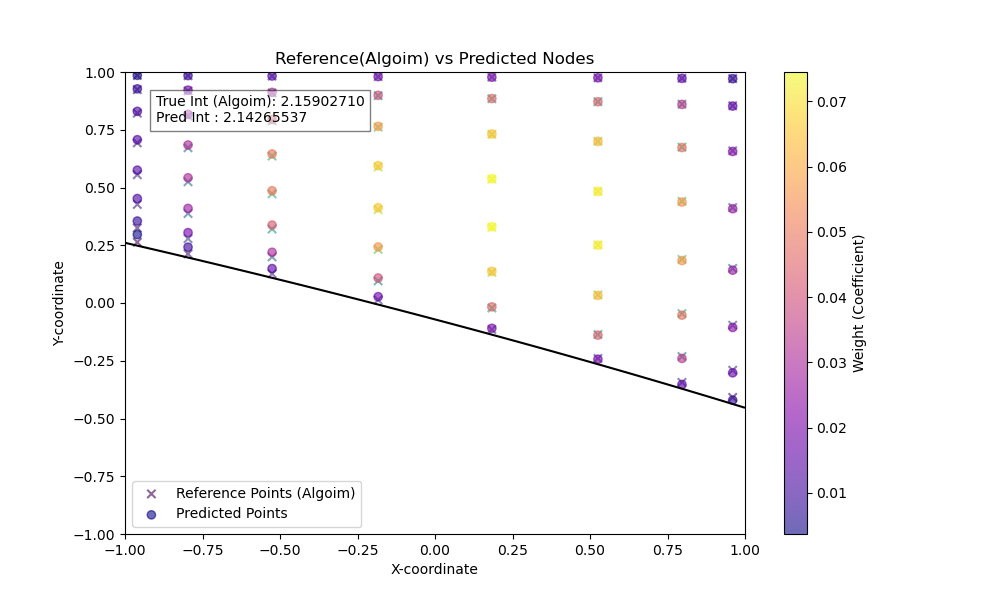 Reference(Algoim) vs Predicted Nodes
True Int (Algoim): 2.15902710
Pred Int : 2.14265537
1.00
0.75
0.50
0.25
0.00
−0.25
−0.50
−0.75
−1.00
Y-coordinate
Reference Points (Algoim)
Predicted Points
−1.00 −0.75 −0.50 −0.25 0.00 0.25 0.50 0.75 1.00
X-coordinate
0.07
0.06
0.05
0.04
0.03
0.02
0.01
Weight (Coefficient)